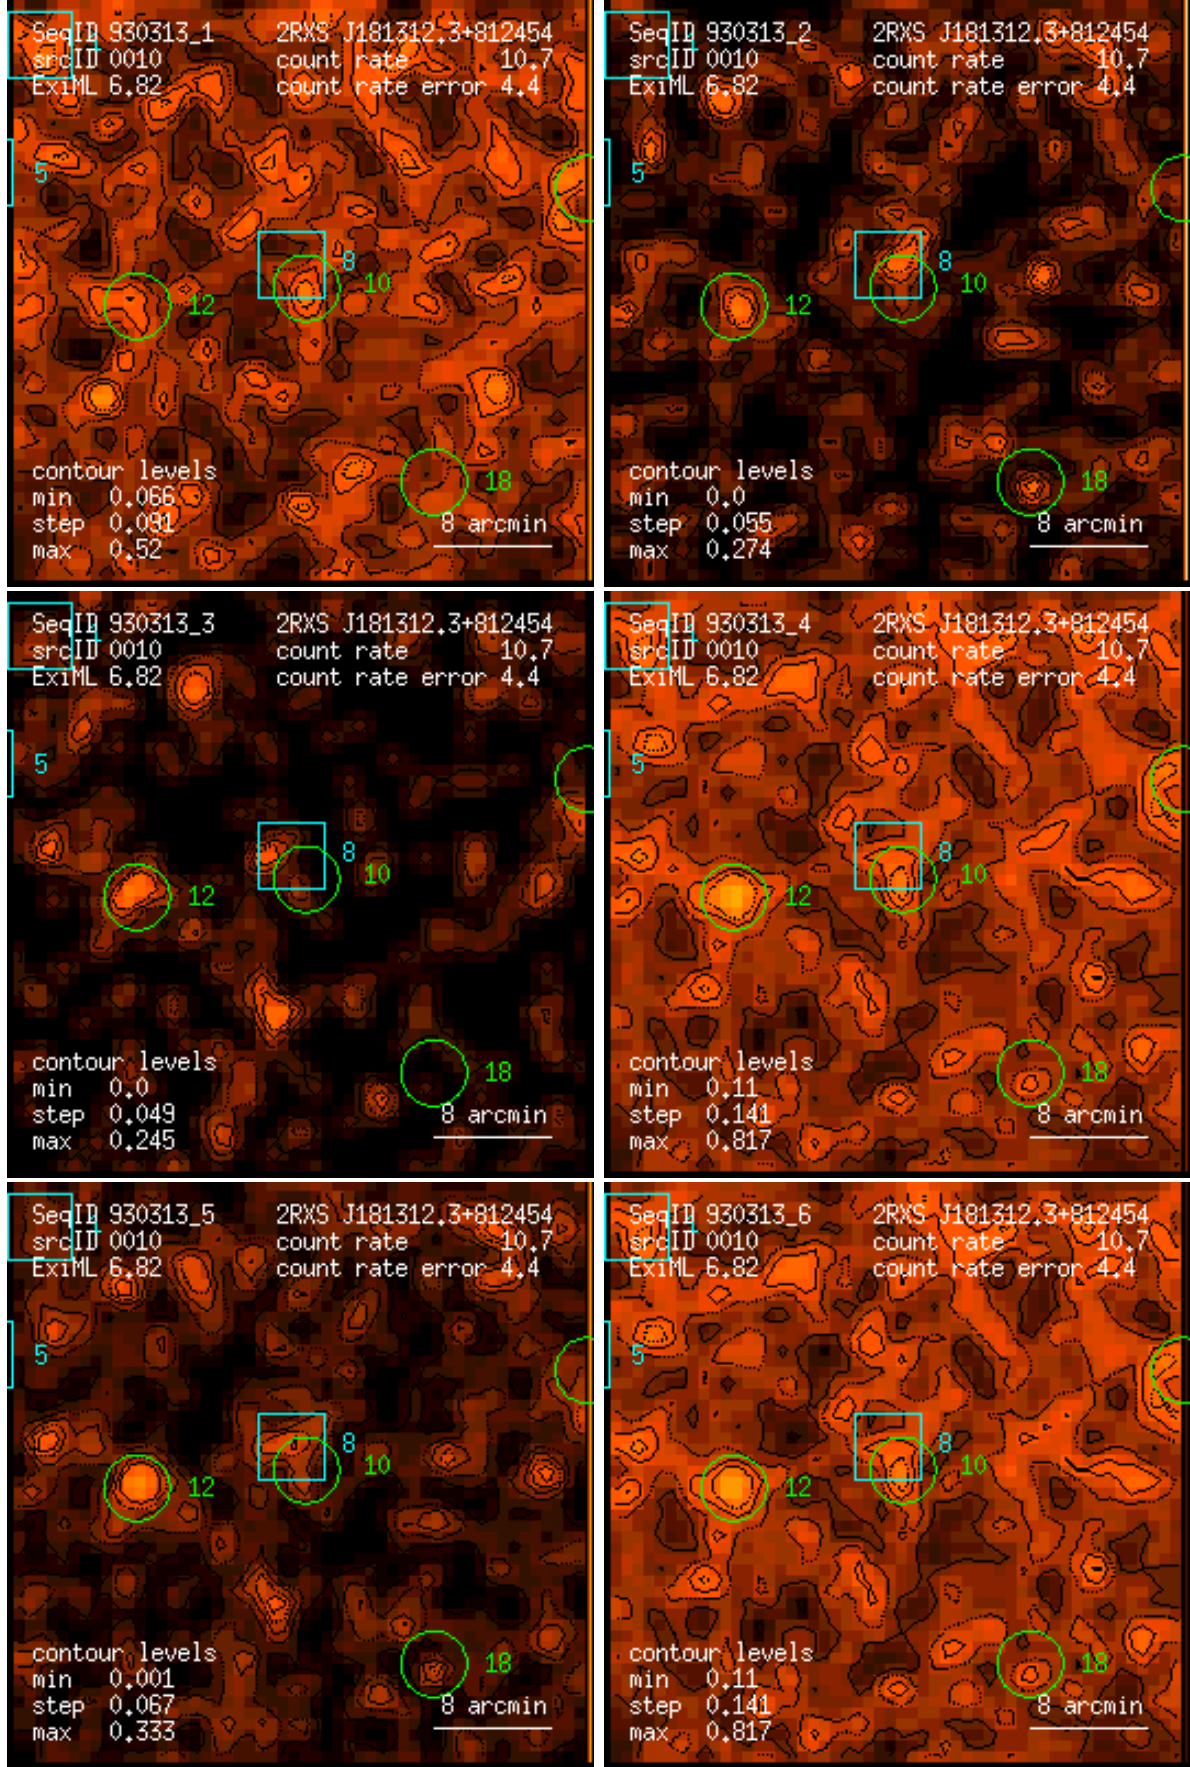 SeqID 930313_1 2RXS J181312.3+812454
srcID 0010 count rate 10.7
ExiML 6.82 count rate error 4.4
5
8
10
12
contour levels
18
min 0.066
step 0.091 8 arcmin
max 0.52
SeqID 930313_2 2RXS J181312.3+812454
srcID 0010 count rate 10.7
ExiML 6.82 count rate error 4.4
5
8
10
12
contour levels
18
min 0.0
step 0.055 8 arcmin
max 0.274
SeqID 930313_3 2RXS J181312.3+812454
srcID 0010 count rate 10.7
ExiML 6.82 count rate error 4.4
5
8
10
12
contour levels
18
min 0.0
step 0.049 8 arcmin
max 0.245
SeqID 930313_4 2RXS J181312.3+812454
srcID 0010 count rate 10.7
ExiML 6.82 count rate error 4.4
5
8
10
12
contour levels
18
min 0.11
step 0.141 8 arcmin
max 0.817
SeqID 930313_5 2RXS J181312.3+812454
srcID 0010 count rate 10.7
ExiML 6.82 count rate error 4.4
5
8
10
12
contour levels
18
min 0.001
step 0.067 8 arcmin
max 0.333
SeqID 930313_6 2RXS J181312.3+812454
srcID 0010 count rate 10.7
ExiML 6.82 count rate error 4.4
5
8
10
12
contour levels
18
min 0.11
step 0.141 8 arcmin
max 0.817